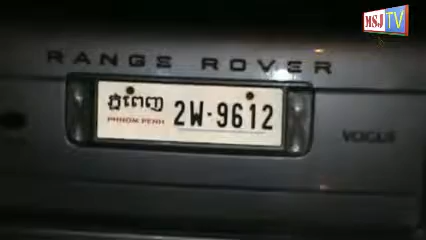 MSJ TV
RANGE ROVER
ភ្នំពេញ
PHNOM PENH
2W-9612
VOGUE